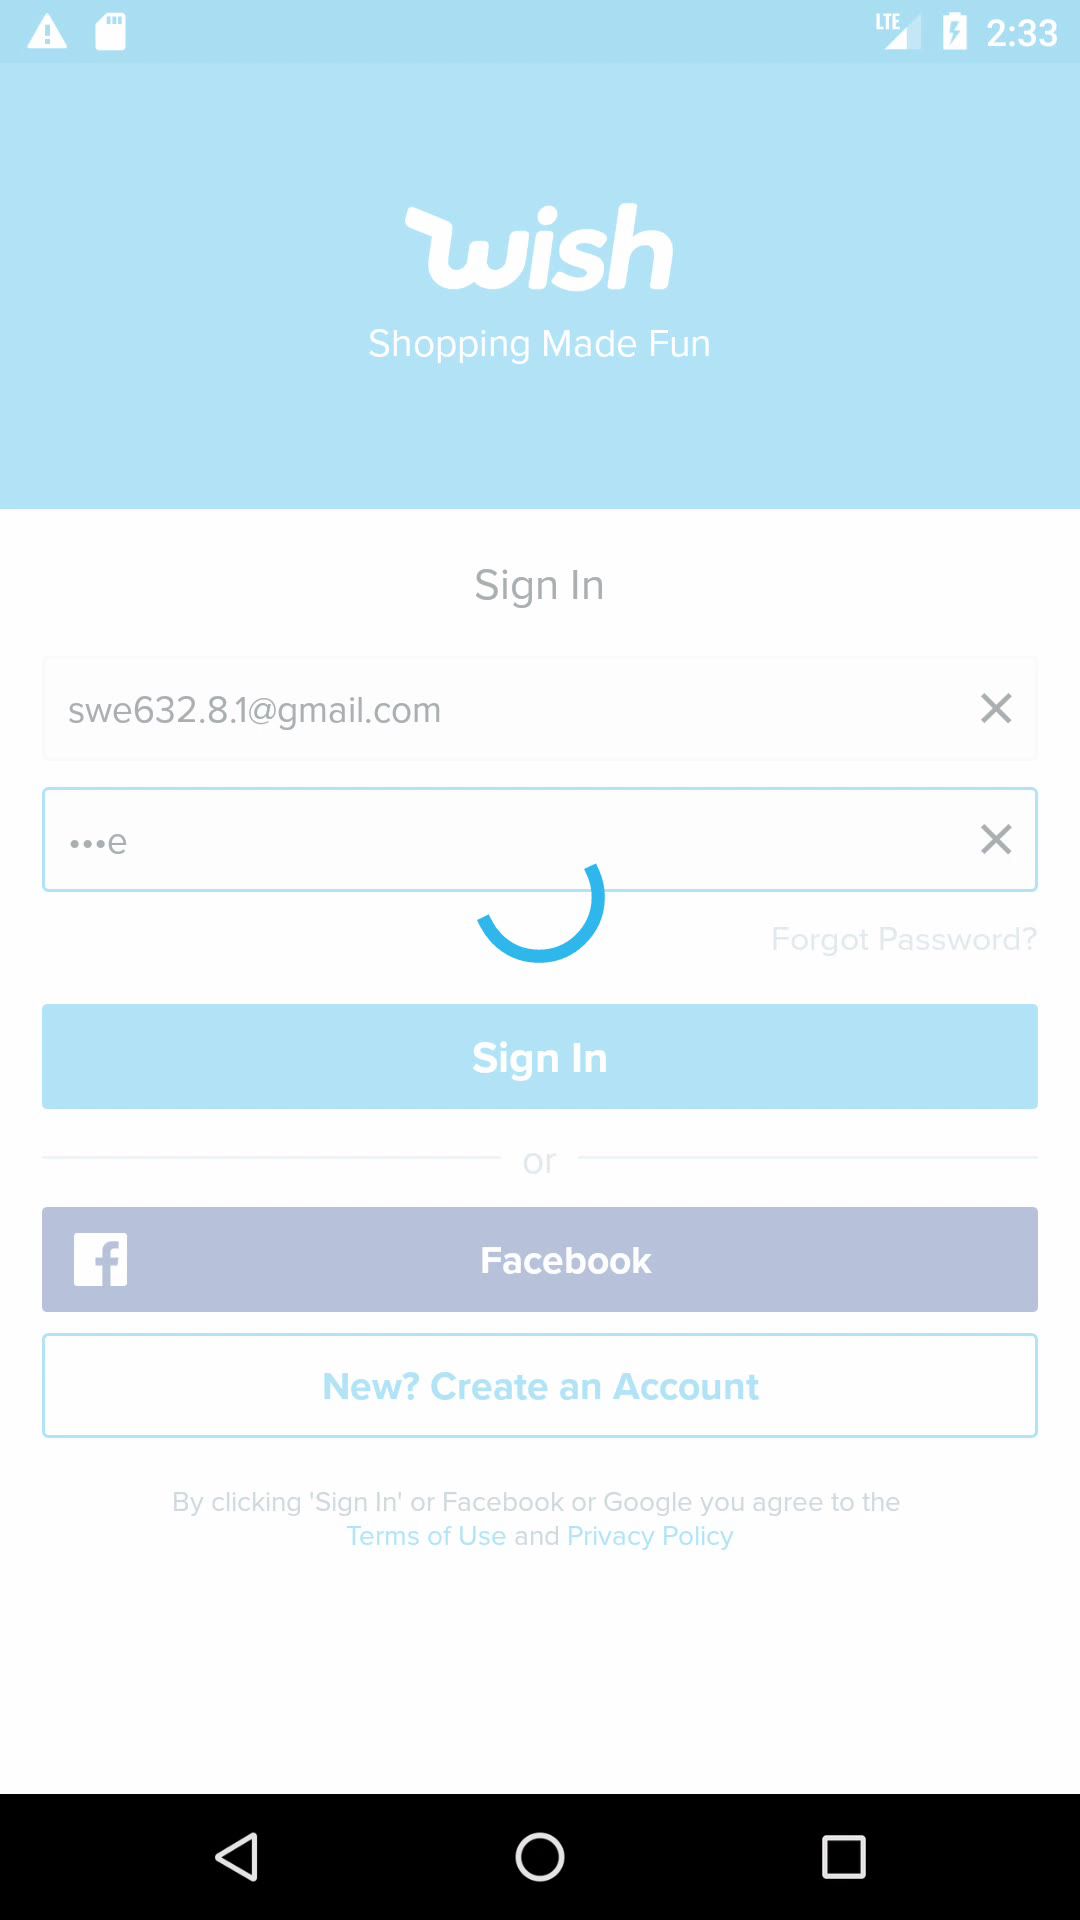 LTE 2:33
wish
Shopping Made Fun
Sign In
swe632.8.1@gmail.com
•••e
Forgot Password?
Sign In
or
Facebook
New? Create an Account
By clicking 'Sign In' or Facebook or Google you agree to the
Terms of Use and Privacy Policy